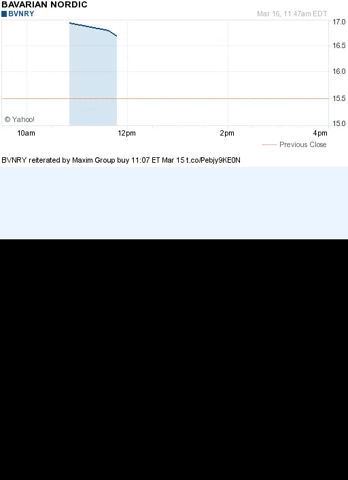 BAVARIAN NORDIC
BVNRY Mar 16, 11:47am EDT
17.0
16.5
16.0
15.5
15.0
© Yahoo!
10am 12pm 2pm 4pm
Previous Close
BVNRY reiterated by Maxim Group buy 11:07 ET Mar 15 t.co/Pebjy9KE0N